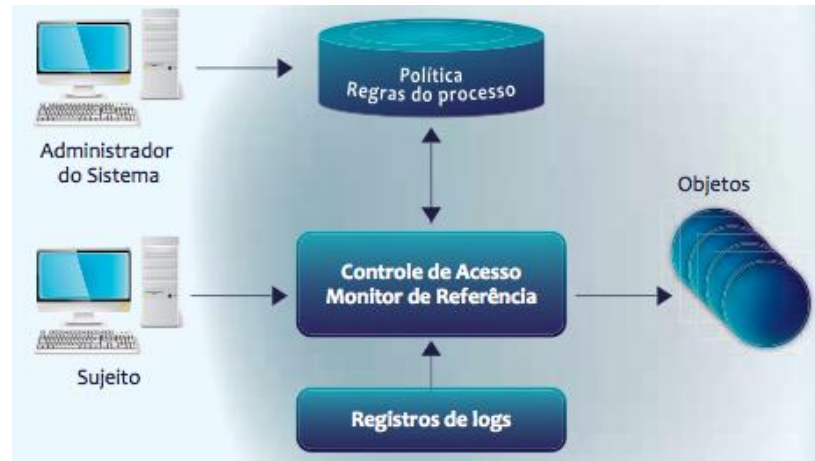 Política
Regras do processo
Administrador
do Sistema
Objetos
Controle de Acesso
Monitor de Referência
Sujeito
Registros de logs